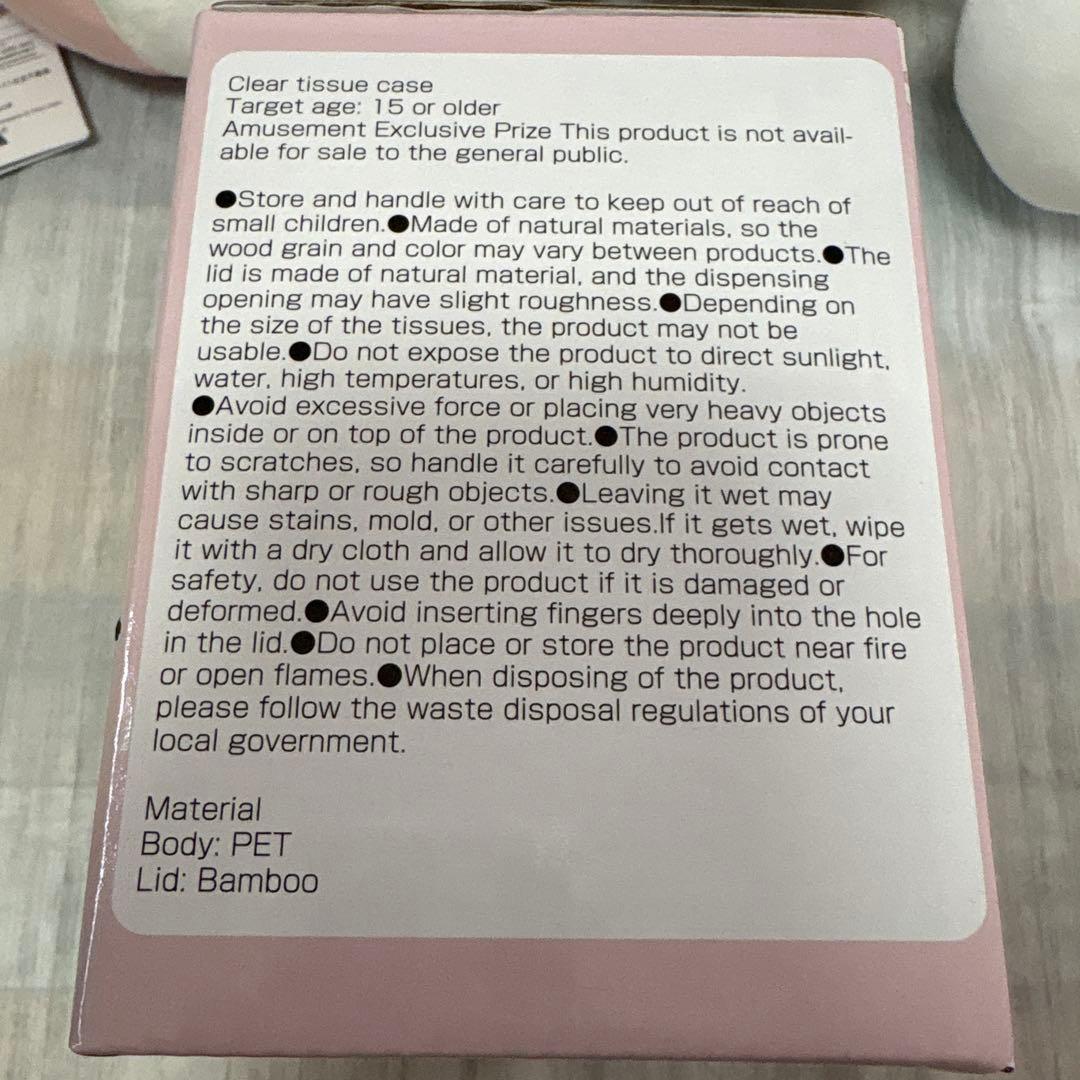 Clear tissue case
Target age: 15 or older
Amusement Exclusive Prize This product is not avail-
able for sale to the general public.
●Store and handle with care to keep out of reach of
small children.●Made of natural materials, so the
wood grain and color may vary between products.●The
lid is made of natural material, and the dispensing
opening may have slight roughness.●Depending on
the size of the tissues, the product may not be
usable.●Do not expose the product to direct sunlight,
water, high temperatures, or high humidity.
●Avoid excessive force or placing very heavy objects
inside or on top of the product.●The product is prone
to scratches, so handle it carefully to avoid contact
with sharp or rough objects.●Leaving it wet may
cause stains, mold, or other issues.If it gets wet, wipe
it with a dry cloth and allow it to dry thoroughly.●For
safety, do not use the product if it is damaged or
deformed.●Avoid inserting fingers deeply into the hole
in the lid.●Do not place or store the product near fire
or open flames.●When disposing of the product,
please follow the waste disposal regulations of your
local government.
Material
Body: PET
Lid: Bamboo